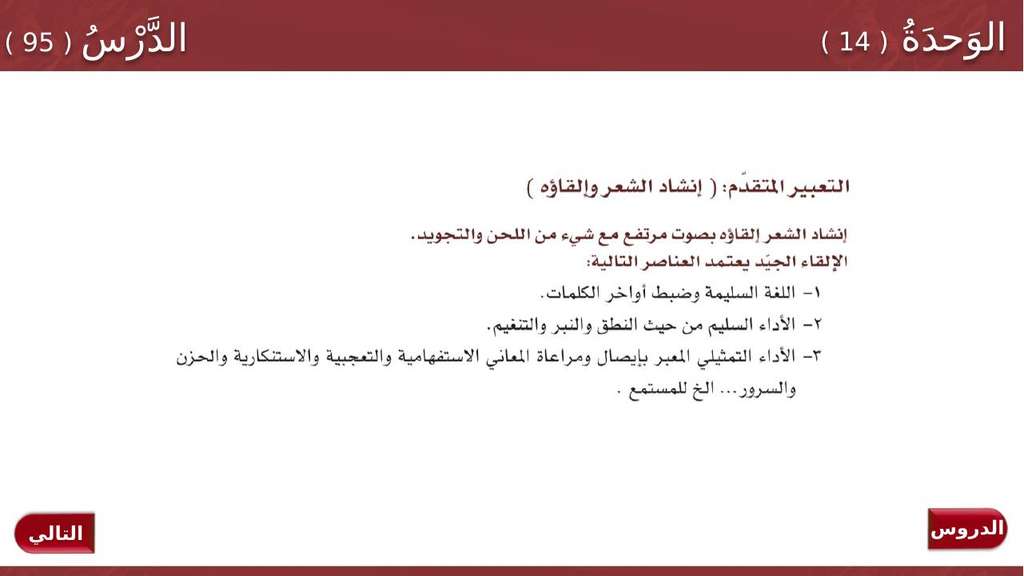 الوَحدَةُ ( 14 )
الدَّرْسُ ( 95 )
التعبير المتقدّم: ( إنشاد الشعر وإلقاؤه )
إنشاد الشعر إلقاؤه بصوت مرتفع مع شيء من اللحن والتجويد.
الإلقاء الجيّد يعتمد العناصر التالية:
١- اللغة السليمة وضبط أواخر الكلمات.
٢- الأداء السليم من حيث النطق والنبر والتنغيم.
٣- الأداء التمثيلي المعبر بإيصال ومراعاة المعاني الاستفهامية والتعجبية والاستنكارية والحزن
والسرور... الخ للمستمع .
الدروس
التالي